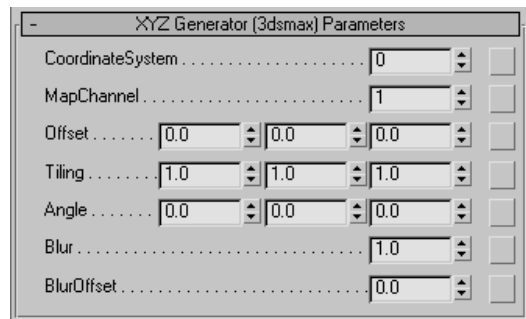 - XYZ Generator (3dsmax) Parameters
CoordinateSystem . . . . . . . . . . . . . . . . . . . . . 0
MapChannel . . . . . . . . . . . . . . . . . . . . . . . . . 1
Offset . . . . . . . 0.0 0.0 0.0
Tiling . . . . . . . . 1.0 1.0 1.0
Angle . . . . . . . 0.0 0.0 0.0
Blur . . . . . . . . . . . . . . . . . . . . . . . . . . . . . . . . 1.0
BlurOffset . . . . . . . . . . . . . . . . . . . . . . . . . . . 0.0